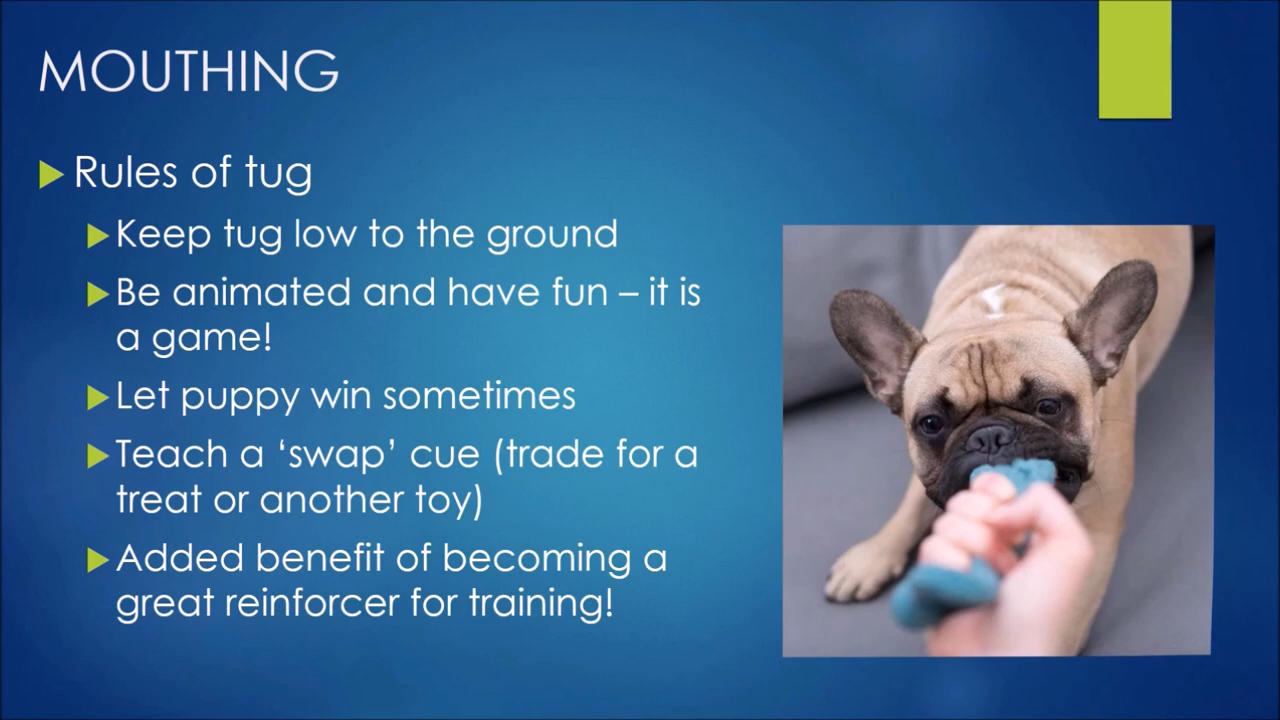 MOUTHING
Rules of tug
Keep tug low to the ground
Be animated and have fun – it is
a game!
Let puppy win sometimes
Teach a ‘swap’ cue (trade for a
treat or another toy)
Added benefit of becoming a
great reinforcer for training!